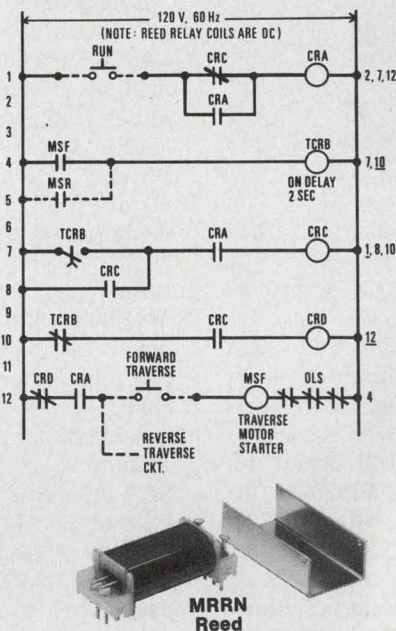 120 V, 60 Hz
(NOTE: REED RELAY COILS ARE DC)
RUN
CRC
CRA
1
2, 7, 12
2
CRA
3
MSF
TCRB
4
7, 10
MSR
ON DELAY
2 SEC
5
6
TCRB
CRA
CRC
7
1, 8, 10
CRC
8
9
TCRB
CRC
CRD
10
12
11
FORWARD
TRAVERSE
CRD
CRA
MSF
OLS
12
4
TRAVERSE
MOTOR
STARTER
REVERSE
TRAVERSE
CKT.
MRRN
Reed